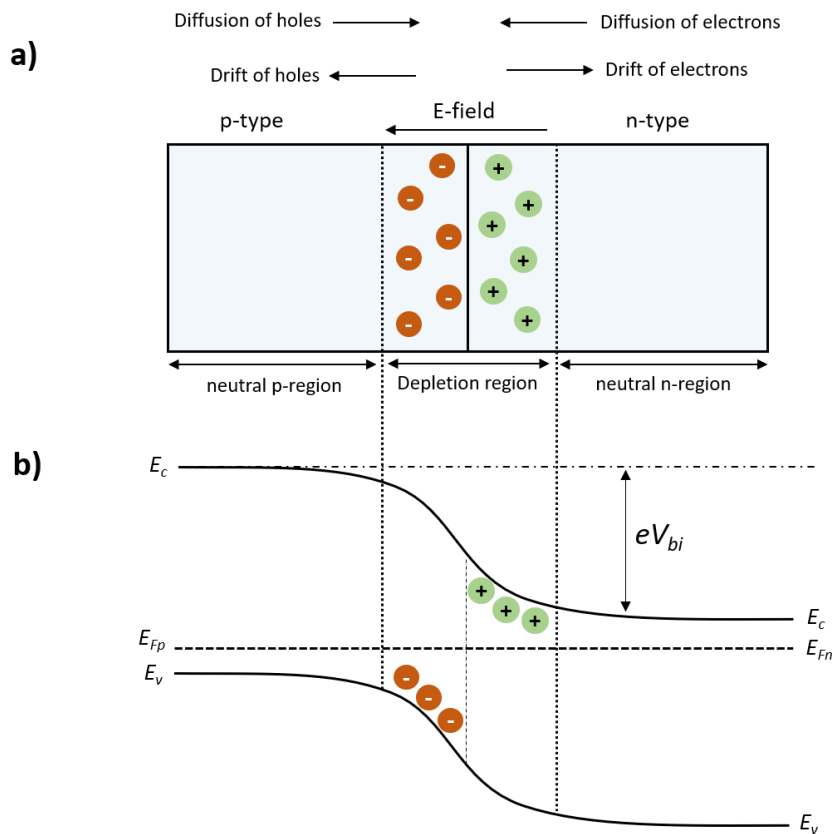 Diffusion of holes
Diffusion of electrons
a)
Drift of holes
Drift of electrons
p-type
E-field
n-type
- + - + - + - + - + - + - +
neutral p-region
Depletion region
neutral n-region
b)
Ec
eVbi
+ + +
Ec
EFp
EFn
Ev
- - -
Ev